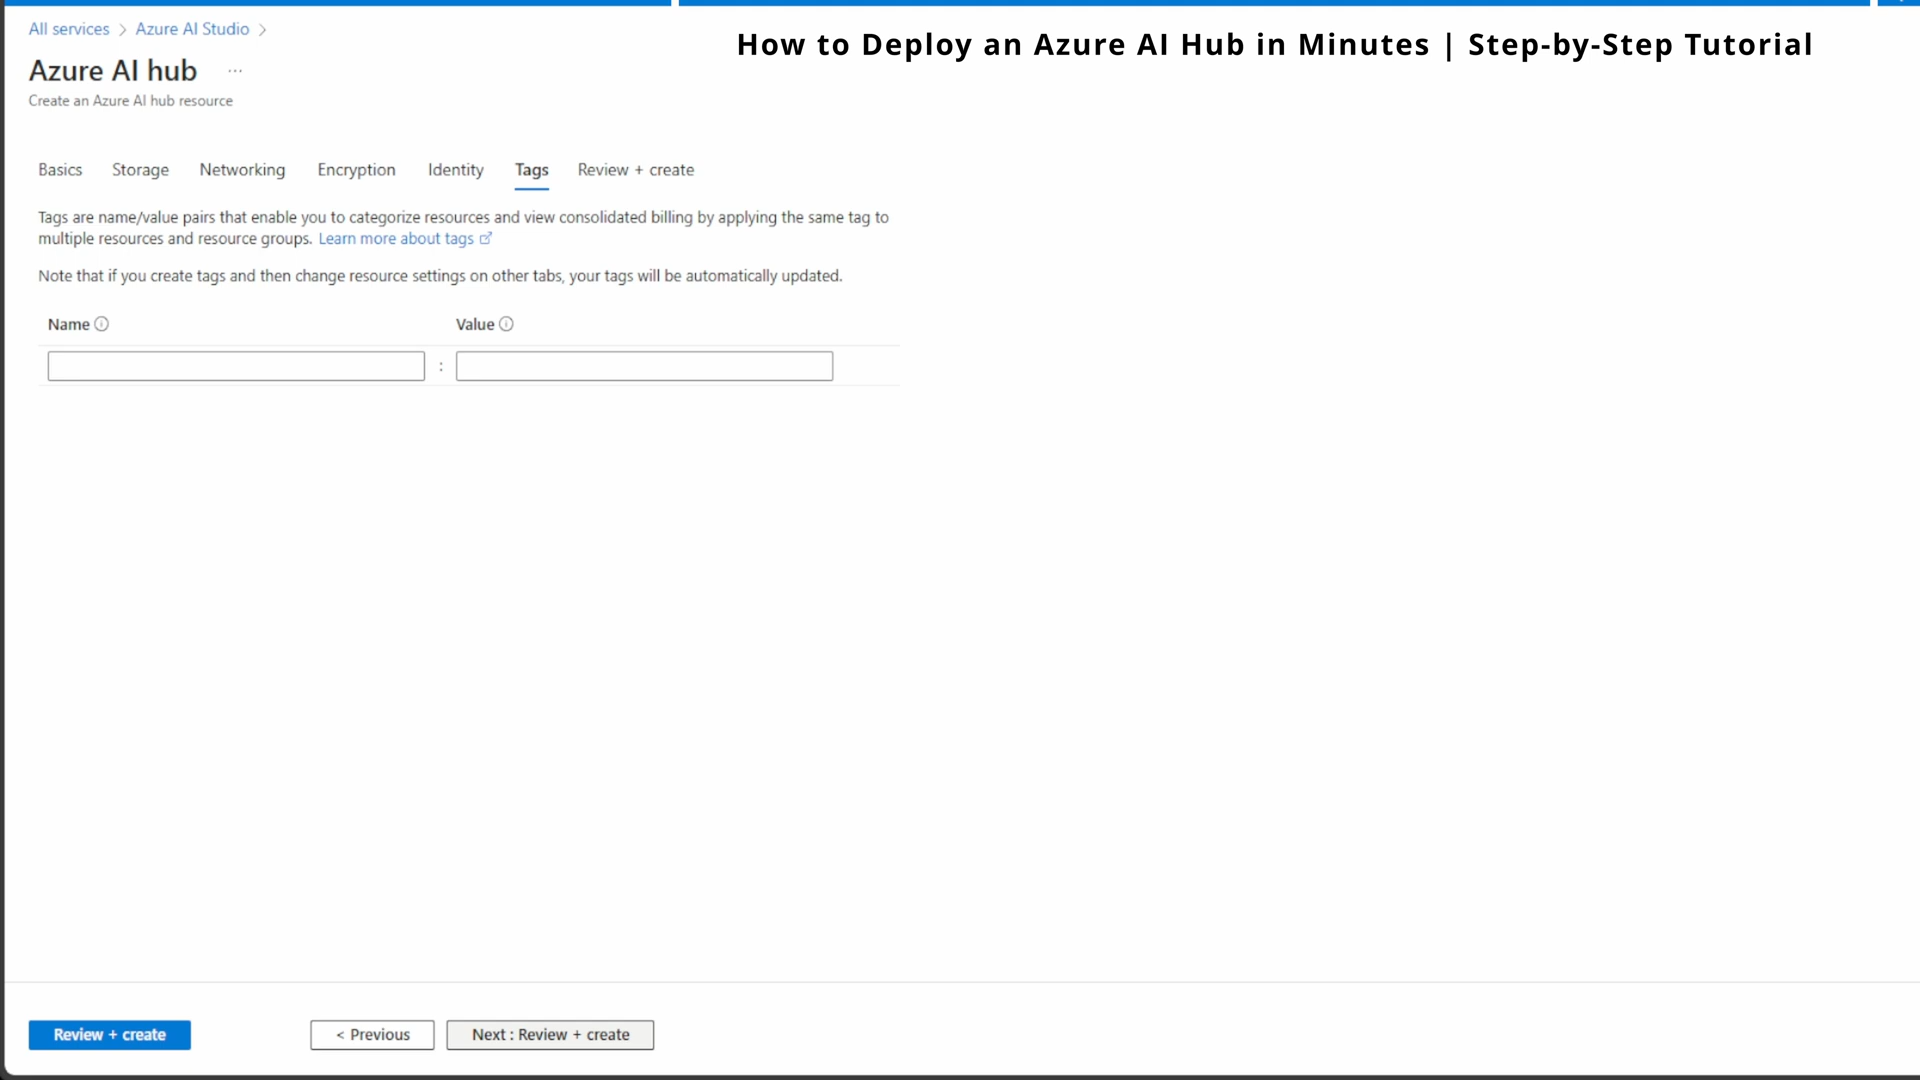 All services > Azure AI Studio >
How to Deploy an Azure AI Hub in Minutes | Step-by-Step Tutorial
Azure AI hub ...
Create an Azure AI hub resource
Basics Storage Networking Encryption Identity Tags Review + create
Tags are name/value pairs that enable you to categorize resources and view consolidated billing by applying the same tag to
multiple resources and resource groups. Learn more about tags
Note that if you create tags and then change resource settings on other tabs, your tags will be automatically updated.
Name Value
:
Review + create < Previous Next : Review + create